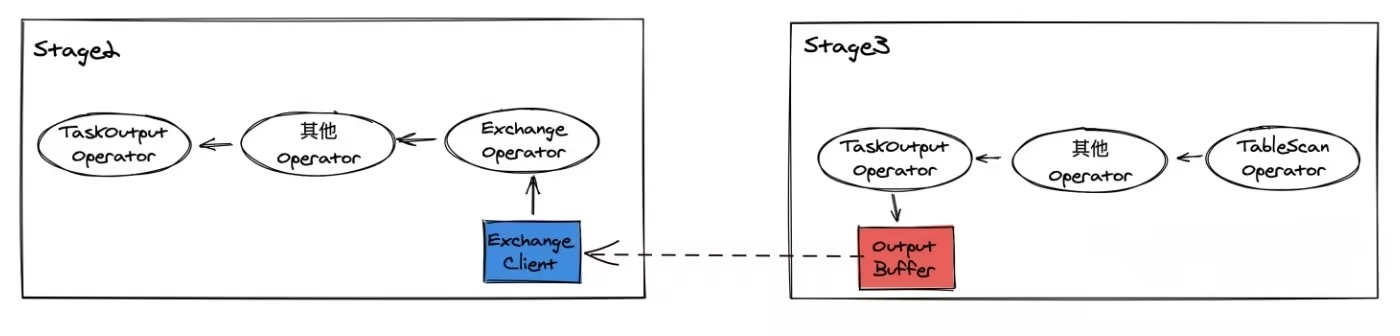 Stage2
TaskOutput
Operator
其他
Operator
Exchange
Operator
Exchange
Client
Stage3
TaskOutput
Operator
其他
Operator
TableScan
Operator
Output
Buffer